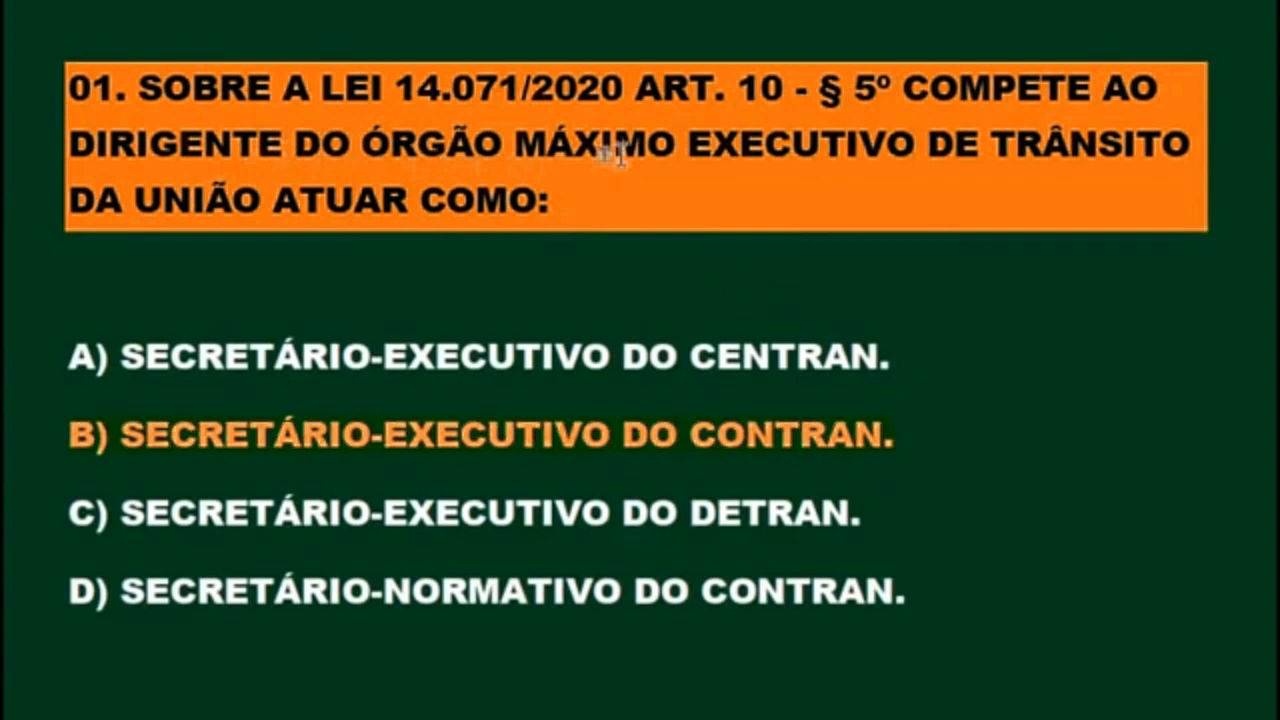 01. SOBRE A LEI 14.071/2020 ART. 10 - § 5º COMPETE AO
DIRIGENTE DO ÓRGÃO MÁXIMO EXECUTIVO DE TRÂNSITO
DA UNIÃO ATUAR COMO:
A) SECRETÁRIO-EXECUTIVO DO CENTRAN.
B) SECRETÁRIO-EXECUTIVO DO CONTRAN.
C) SECRETÁRIO-EXECUTIVO DO DETRAN.
D) SECRETÁRIO-NORMATIVO DO CONTRAN.